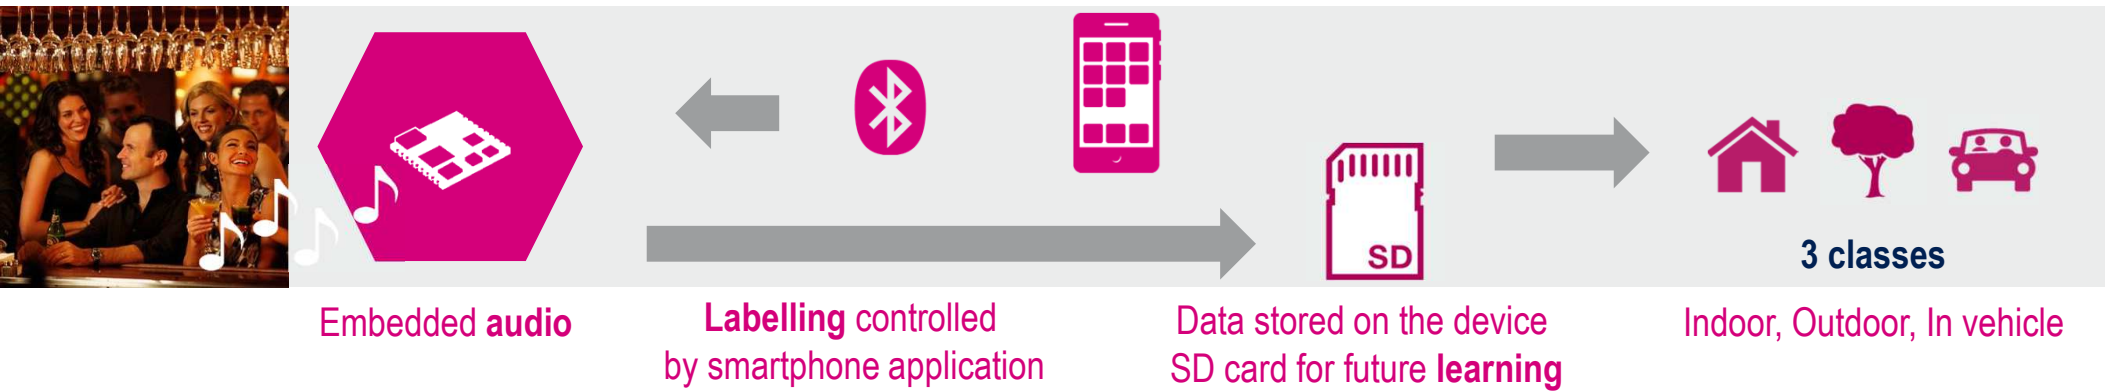 SD
3 classes
Embedded audio
Labelling controlled
by smartphone application
Data stored on the device
SD card for future learning
Indoor, Outdoor, In vehicle